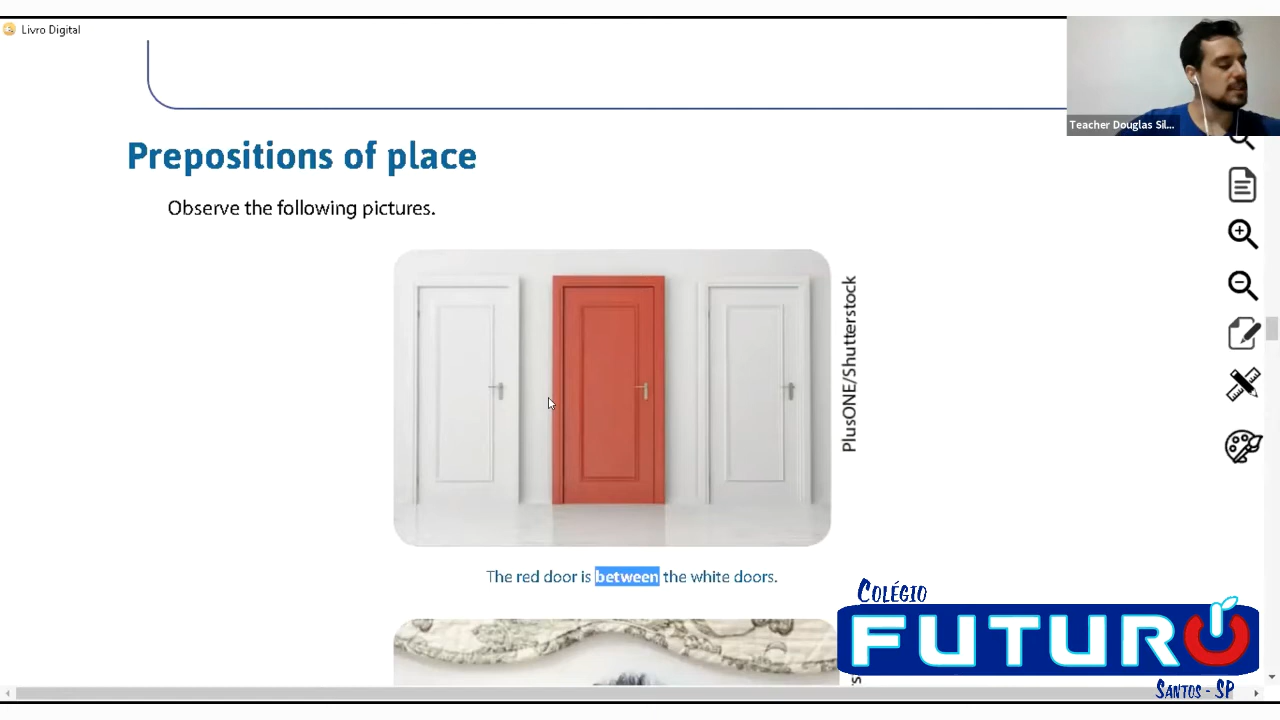 Livro Digital
Teacher Douglas Sil...
Prepositions of place
Observe the following pictures.
PlusONE/Shutterstock
The red door is between the white doors.
COLÉGIO
FUTURO
SANTOS - SP